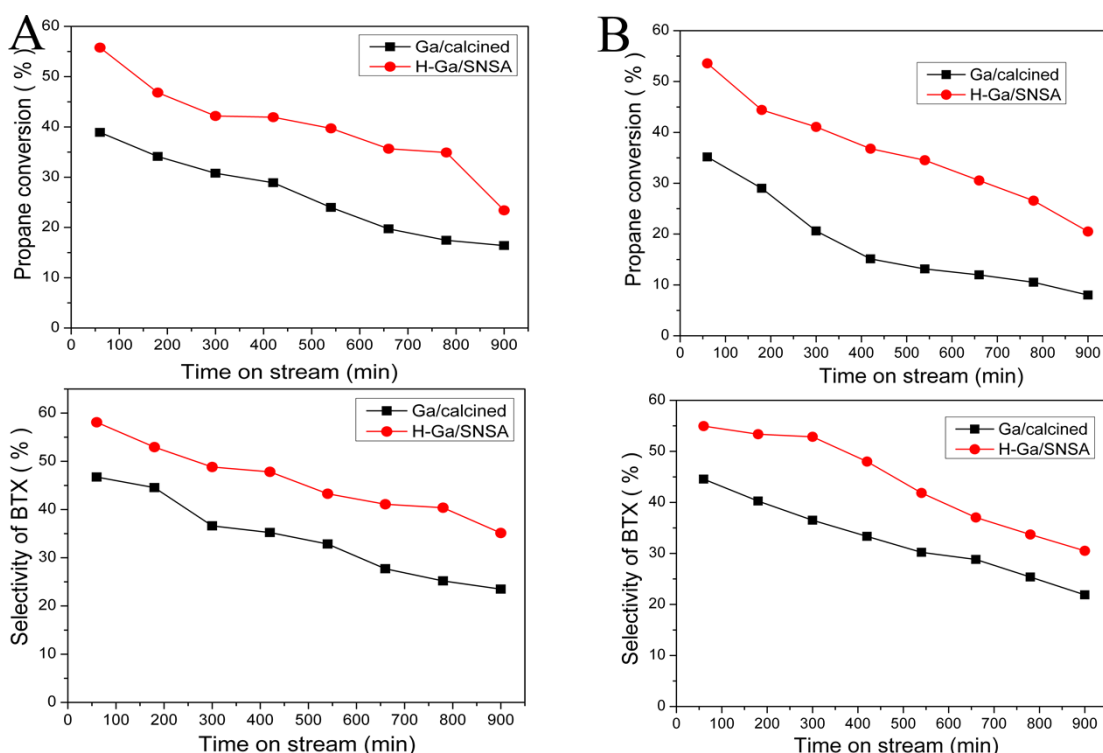 A
Propane conversion ( % )
60
50
40
30
20
10
0
Ga/calcined
H-Ga/SNSA
0 100 200 300 400 500 600 700 800 900
Time on stream (min)
B
Propane conversion ( % )
60
50
40
30
20
10
0
Ga/calcined
H-Ga/SNSA
0 100 200 300 400 500 600 700 800 900
Time on stream (min)
Selectivity of BTX ( % )
60
50
40
30
20
10
0
Ga/calcined
H-Ga/SNSA
0 100 200 300 400 500 600 700 800 900
Time on stream (min)
Selectivity of BTX ( % )
60
50
40
30
20
10
0
Ga/calcined
H-Ga/SNSA
0 100 200 300 400 500 600 700 800 900
Time on stream (min)